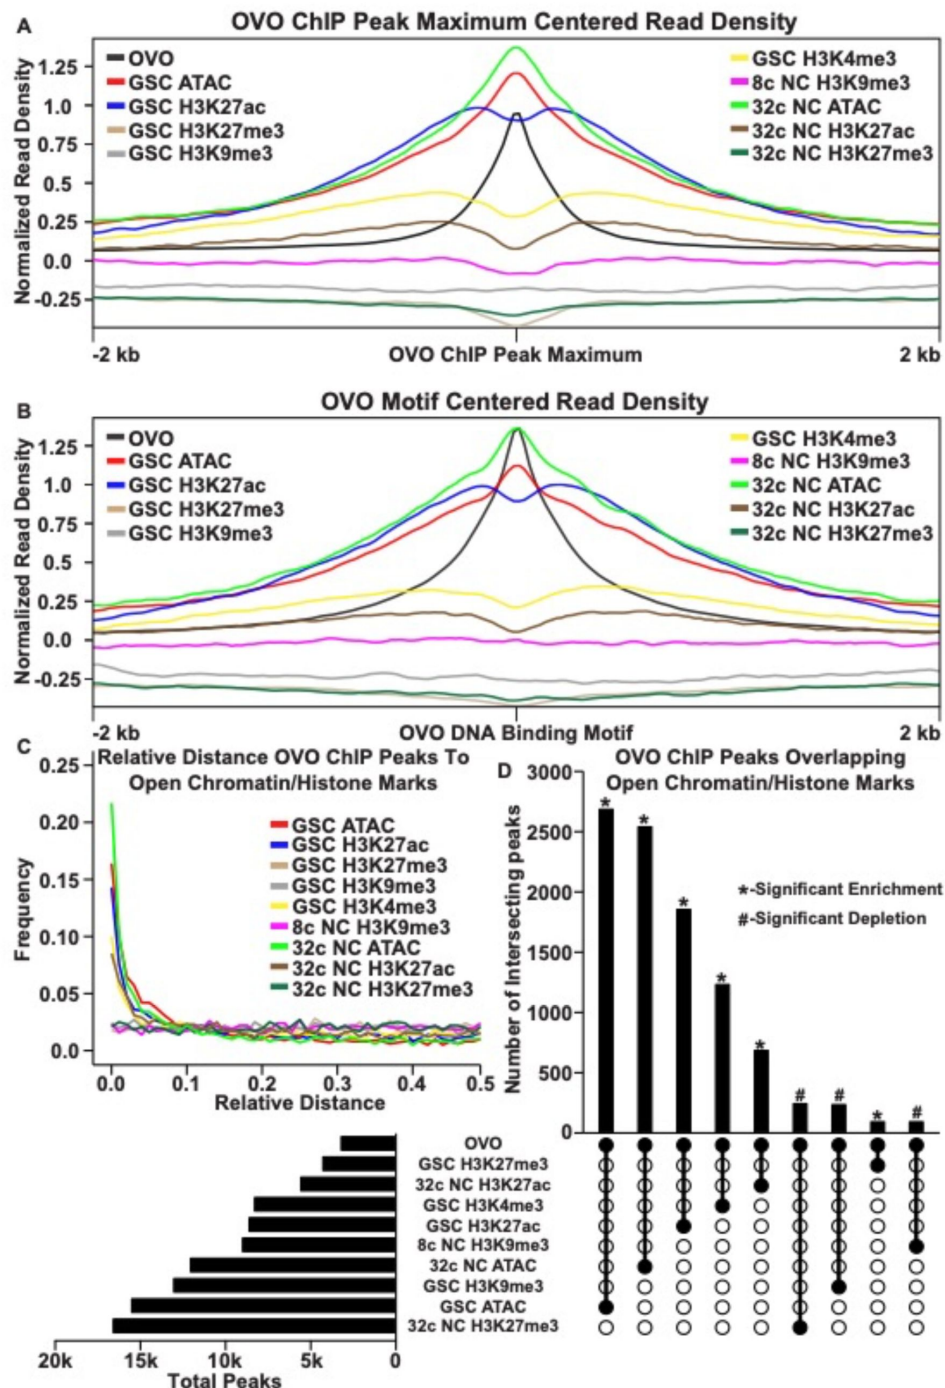 A
OVO ChIP Peak Maximum Centered Read Density
Normalized Read Density
1.25
1.0
0.75
0.5
0.25
0.0
-0.25
OVO
GSC ATAC
GSC H3K27ac
GSC H3K27me3
GSC H3K9me3
GSC H3K4me3
8c NC H3K9me3
32c NC ATAC
32c NC H3K27ac
32c NC H3K27me3
-2 kb
OVO ChIP Peak Maximum
2 kb
B
OVO Motif Centered Read Density
Normalized Read Density
1.25
1.0
0.75
0.5
0.25
0.0
-0.25
OVO
GSC ATAC
GSC H3K27ac
GSC H3K27me3
GSC H3K9me3
GSC H3K4me3
8c NC H3K9me3
32c NC ATAC
32c NC H3K27ac
32c NC H3K27me3
-2 kb
OVO DNA Binding Motif
2 kb
C
Relative Distance OVO ChIP Peaks To
Open Chromatin/Histone Marks
Frequency
0.25
0.20
0.15
0.10
0.05
0.0
GSC ATAC
GSC H3K27ac
GSC H3K27me3
GSC H3K9me3
GSC H3K4me3
8c NC H3K9me3
32c NC ATAC
32c NC H3K27ac
32c NC H3K27me3
0.0 0.1 0.2 0.3 0.4 0.5
Relative Distance
D
OVO ChIP Peaks Overlapping
Open Chromatin/Histone Marks
Number of Intersecting peaks
3000
2500
2000
1500
1000
500
0
* * * * * # # * #
*-Significant Enrichment
#-Significant Depletion
OVO
GSC H3K27me3
32c NC H3K27ac
GSC H3K4me3
GSC H3K27ac
8c NC H3K9me3
32c NC ATAC
GSC H3K9me3
GSC ATAC
32c NC H3K27me3
20k 15k 10k 5k 0
Total Peaks